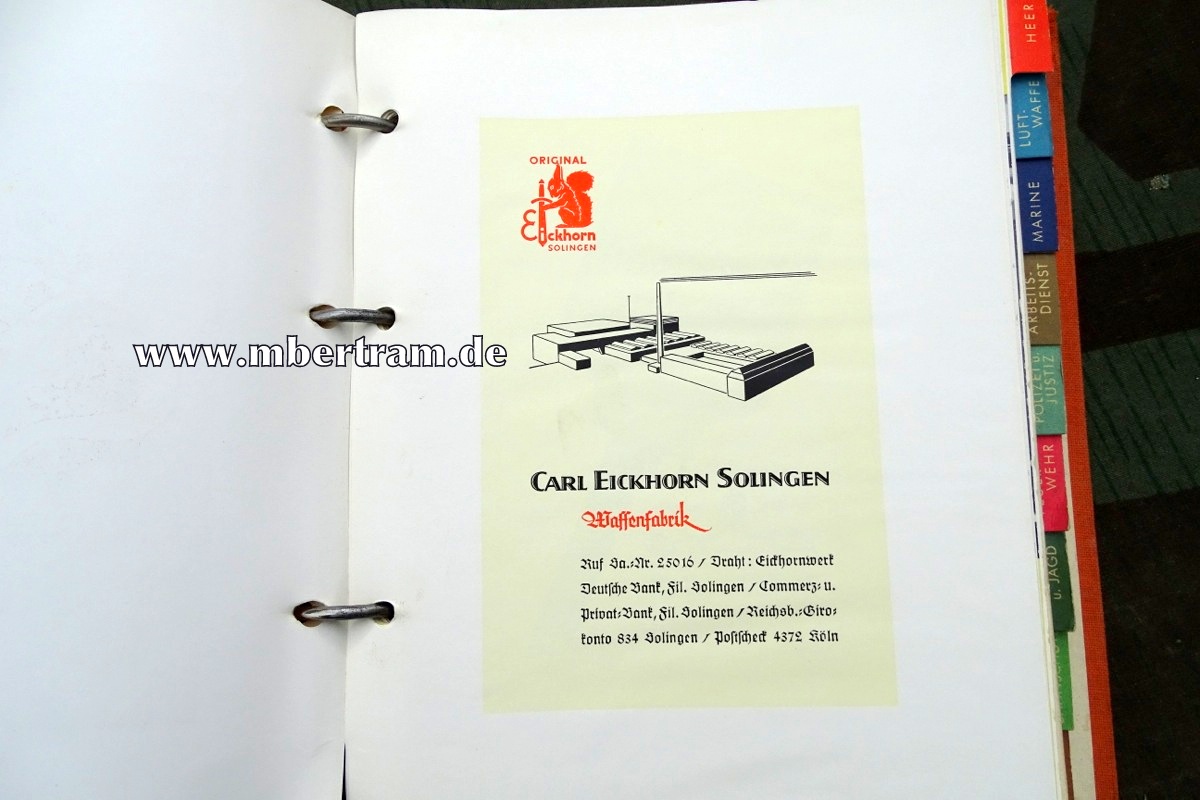 ORIGINAL
Eickhorn
SOLINGEN
www.mbertram.de
CARL EICKHORN SOLINGEN
Waffenfabrik
Ruf Sa.-Nr. 25016 / Draht: Eickhornwerk
Deutsche Bank, Fil. Solingen / Commerz- u.
Privat-Bank, Fil. Solingen / Reichsb.-Giro-
konto 834 Solingen / Postscheck 4372 Köln
HEER
LUFT-
WAFFE
MARINE
ARBEITS-
DIENST
POLIZEI u.
JUSTIZ
WEHR
u. JAGD